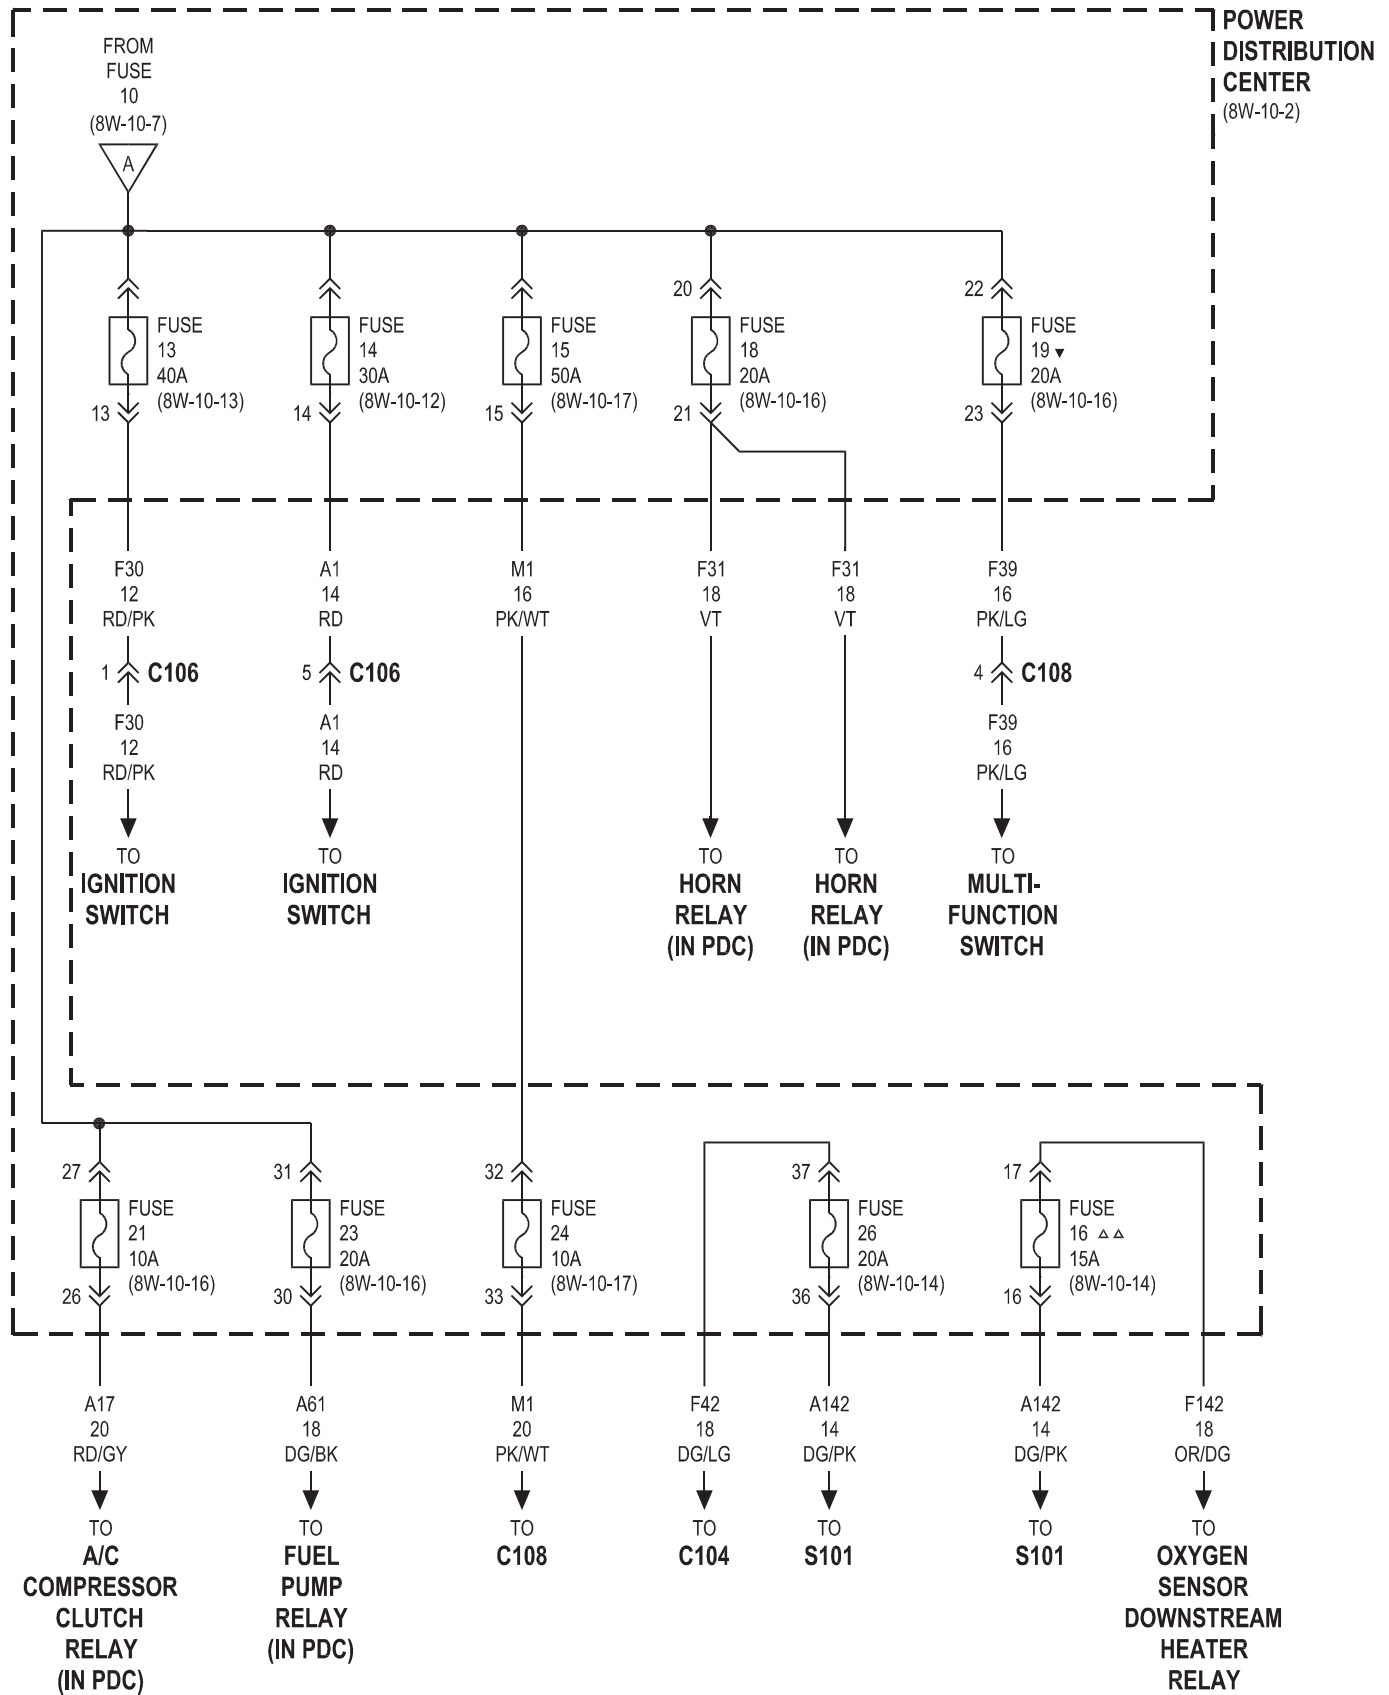 POWER
DISTRIBUTION
CENTER
(8W-10-2)
FROM
FUSE
10
(8W-10-7)
A
FUSE
13
40A
(8W-10-13)
13
FUSE
14
30A
(8W-10-12)
14
FUSE
15
50A
(8W-10-17)
15
20
FUSE
18
20A
(8W-10-16)
21
22
FUSE
19 ▼
20A
(8W-10-16)
23
F30
12
RD/PK
1
C106
F30
12
RD/PK
TO
IGNITION
SWITCH
A1
14
RD
5
C106
A1
14
RD
TO
IGNITION
SWITCH
M1
16
PK/WT
F31
18
VT
TO
HORN
RELAY
(IN PDC)
F31
18
VT
TO
HORN
RELAY
(IN PDC)
F39
16
PK/LG
4
C108
F39
16
PK/LG
TO
MULTI-
FUNCTION
SWITCH
27
FUSE
21
10A
(8W-10-16)
26
31
FUSE
23
20A
(8W-10-16)
30
32
FUSE
24
10A
(8W-10-17)
33
37
FUSE
26
20A
(8W-10-14)
36
17
FUSE
16 △△
15A
(8W-10-14)
16
A17
20
RD/GY
TO
A/C
COMPRESSOR
CLUTCH
RELAY
(IN PDC)
A61
18
DG/BK
TO
FUEL
PUMP
RELAY
(IN PDC)
M1
20
PK/WT
TO
C108
F42
18
DG/LG
TO
C104
A142
14
DG/PK
TO
S101
A142
14
DG/PK
TO
S101
F142
18
OR/DG
TO
OXYGEN
SENSOR
DOWNSTREAM
HEATER
RELAY